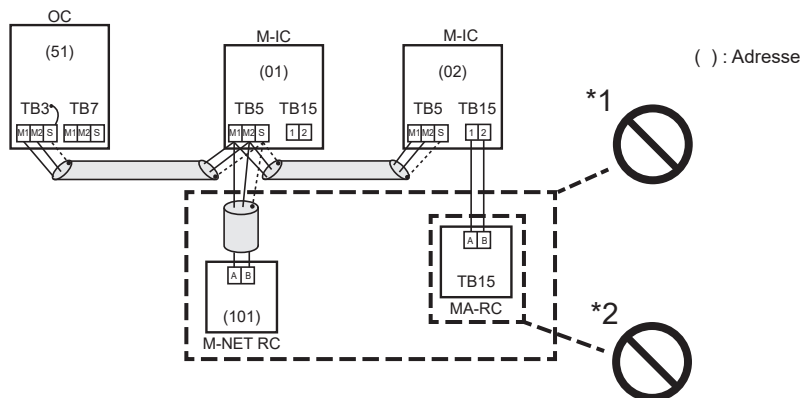 OC
(51)
TB3 TB7
M1 M2 S M1 M2 S
M-IC
(01)
TB5 TB15
M1 M2 S 1 2
M-IC
(02)
TB5 TB15
M1 M2 S 1 2
( ) : Adresse
*1
A B
(101)
M-NET RC
A B
TB15
MA-RC
*2